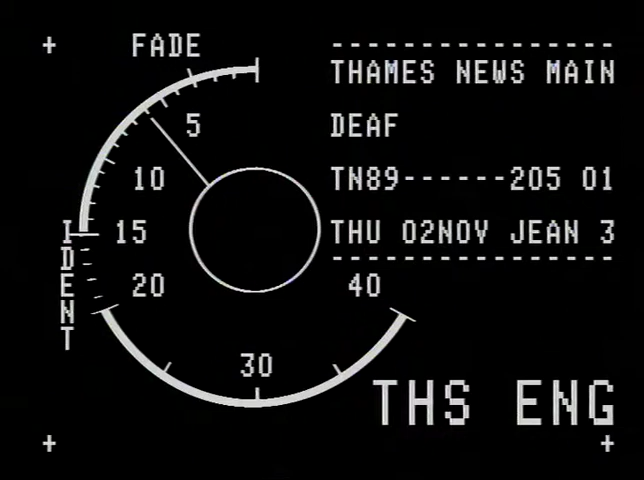 FADE
5
10
15
20
30
40
IDENT
--------------------
THAMES NEWS MAIN
DEAF
TN89------205 01
THU 02NOV JEAN 3
--------------------
THS ENG